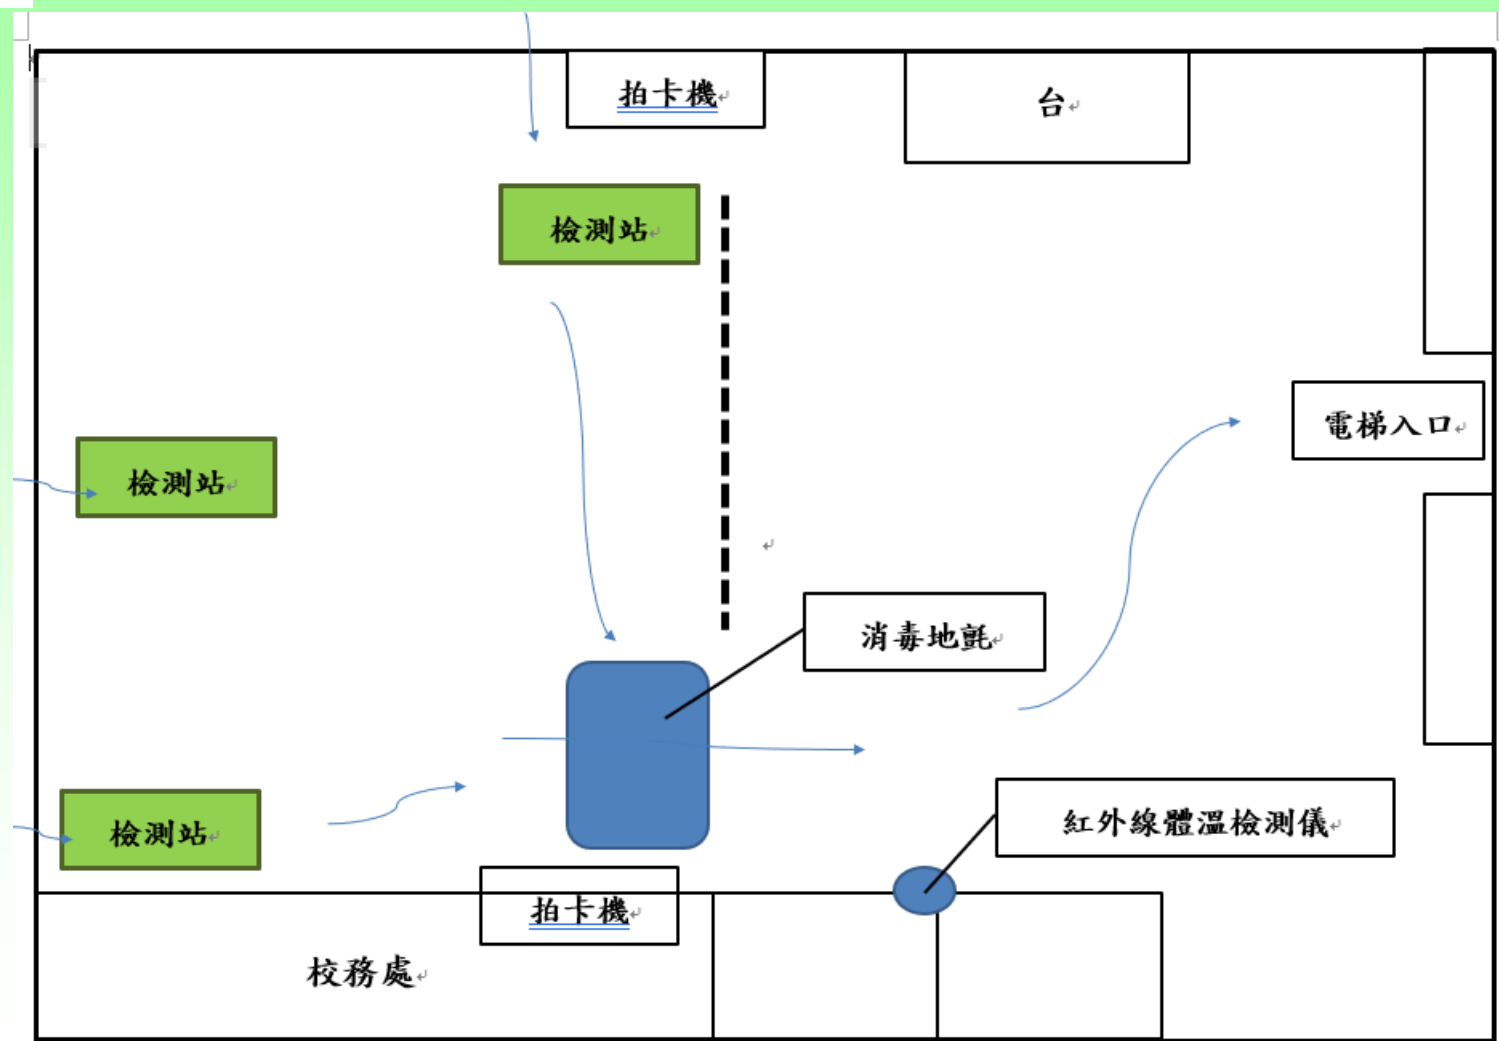 拍卡機
台
檢測站
電梯入口
檢測站
消毒地氈
檢測站
紅外線體溫檢測儀
拍卡機
校務處